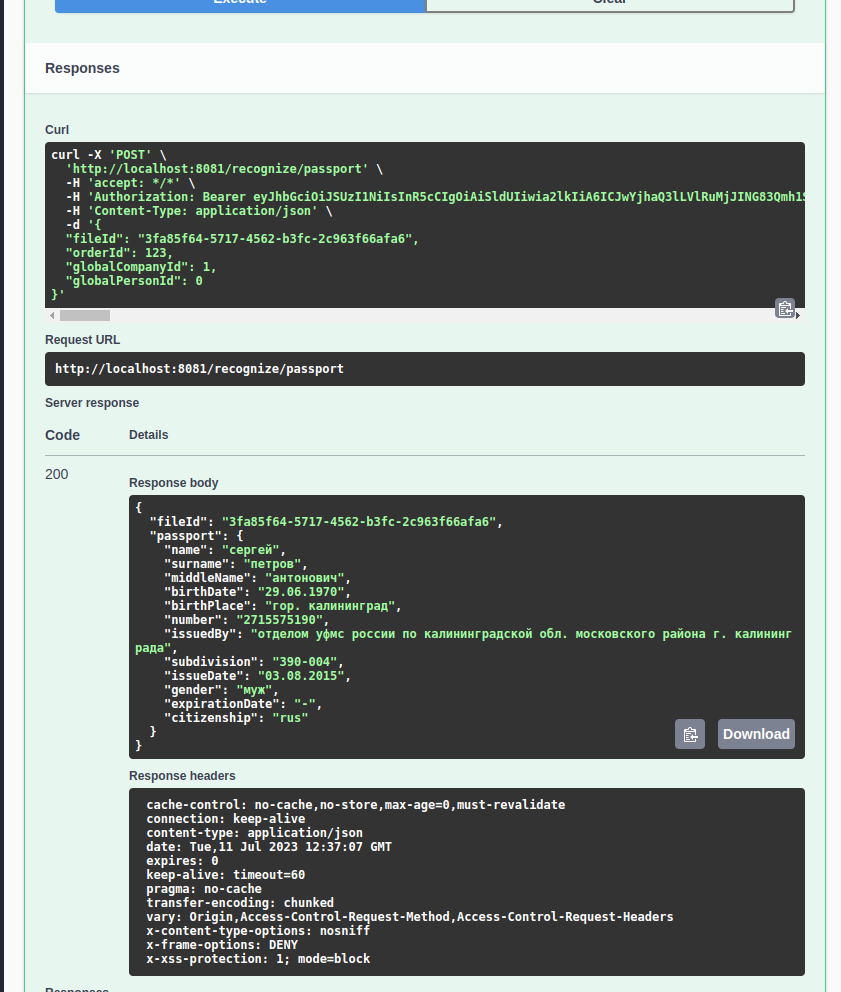 Execute
Clear
Responses
Curl
curl -X 'POST' \
'http://localhost:8081/recognize/passport' \
-H 'accept: */*' \
-H 'Authorization: Bearer eyJhbGciOiJSUzI1NiIsInR5cCIgOiAiSldUIiwia2lkIiA6ICJwYjhaQ3lLVlRuMjJING83Qmh1S
-H 'Content-Type: application/json' \
-d '{
"fileId": "3fa85f64-5717-4562-b3fc-2c963f66afa6",
"orderId": 123,
"globalCompanyId": 1,
"globalPersonId": 0
}'
Request URL
http://localhost:8081/recognize/passport
Server response
Code Details
200
Response body
{
"fileId": "3fa85f64-5717-4562-b3fc-2c963f66afa6",
"passport": {
"name": "сергей",
"surname": "петров",
"middleName": "антонович",
"birthDate": "29.06.1970",
"birthPlace": "гор. калининград",
"number": "2715575190",
"issuedBy": "отделом уфмс россии по калининградской обл. московского района г. калининг
рада",
"subdivision": "390-004",
"issueDate": "03.08.2015",
"gender": "муж",
"expirationDate": "-",
"citizenship": "rus"
}
}
Download
Response headers
cache-control: no-cache,no-store,max-age=0,must-revalidate
connection: keep-alive
content-type: application/json
date: Tue,11 Jul 2023 12:37:07 GMT
expires: 0
keep-alive: timeout=60
pragma: no-cache
transfer-encoding: chunked
vary: Origin,Access-Control-Request-Method,Access-Control-Request-Headers
x-content-type-options: nosniff
x-frame-options: DENY
x-xss-protection: 1; mode=block
Responses